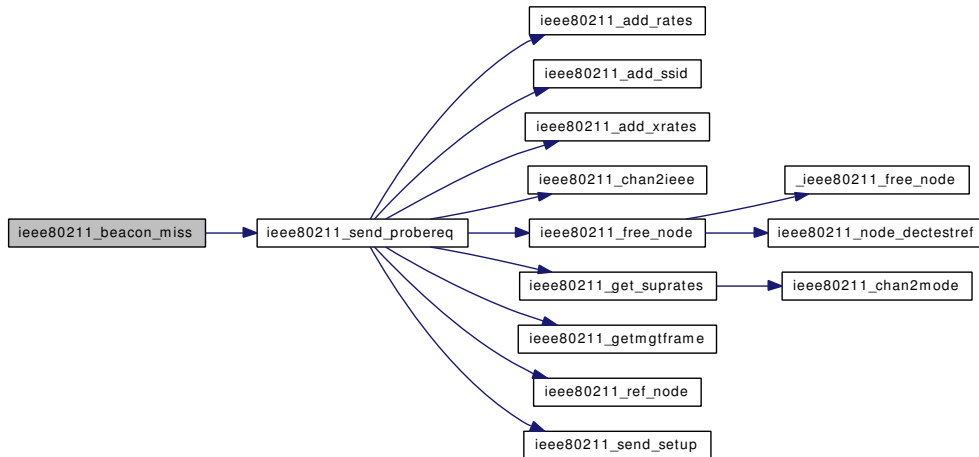 ieee80211_add_rates
ieee80211_add_ssid
ieee80211_add_xrates
ieee80211_chan2ieee
_ieee80211_free_node
ieee80211_beacon_miss
ieee80211_send_probereq
ieee80211_free_node
ieee80211_node_dectestref
ieee80211_get_suprates
ieee80211_chan2mode
ieee80211_getmgtframe
ieee80211_ref_node
ieee80211_send_setup